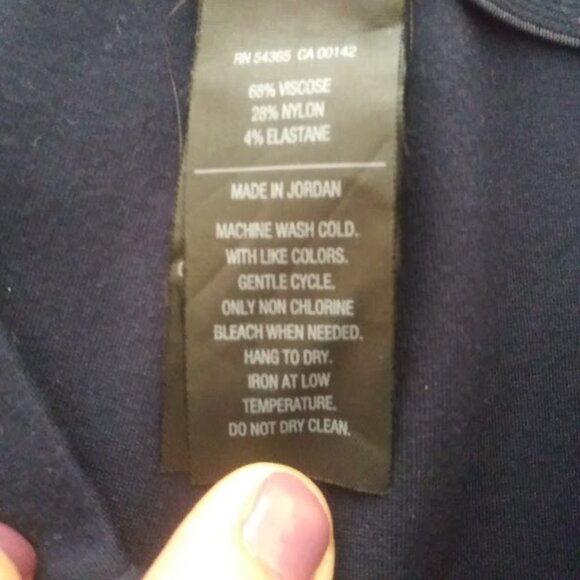 RN 54365 CA 00142
68% VISCOSE
28% NYLON
4% ELASTANE
MADE IN JORDAN
MACHINE WASH COLD.
WITH LIKE COLORS.
GENTLE CYCLE.
ONLY NON CHLORINE
BLEACH WHEN NEEDED.
HANG TO DRY.
IRON AT LOW
TEMPERATURE.
DO NOT DRY CLEAN.